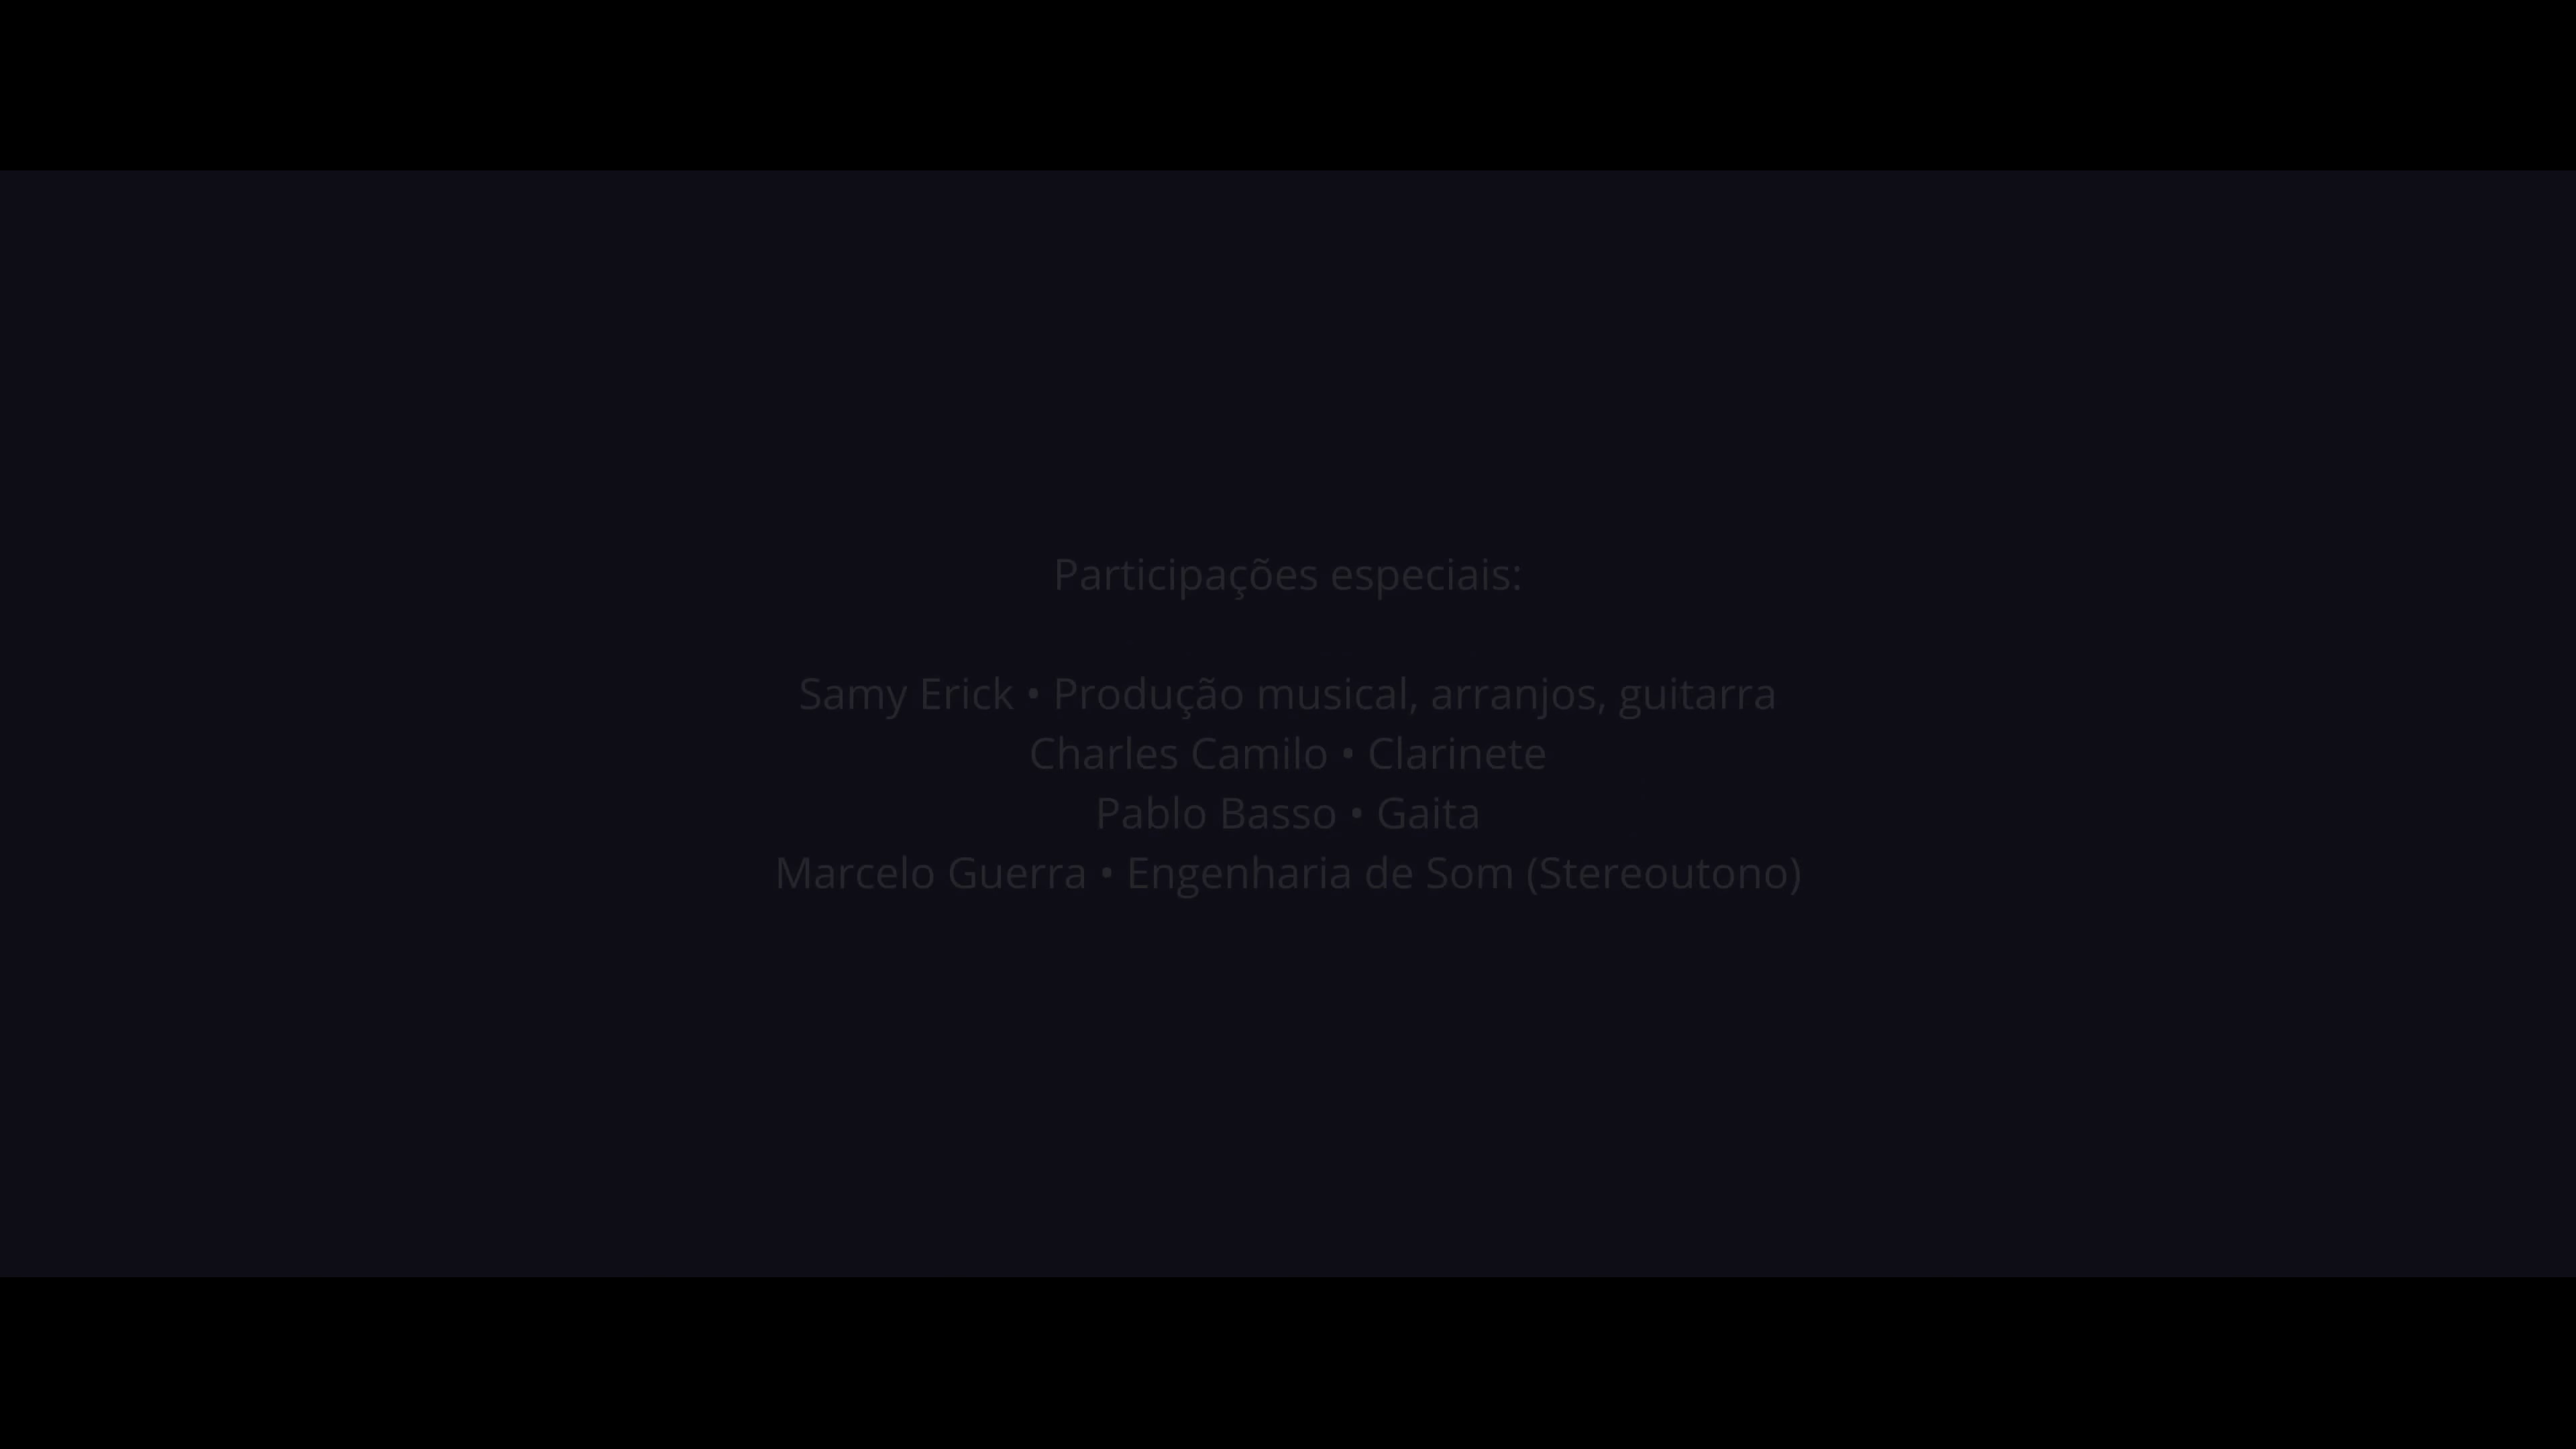 Participações especiais:
Samy Erick • Produção musical, arranjos, guitarra
Charles Camilo • Clarinete
Pablo Basso • Gaita
Marcelo Guerra • Engenharia de Som (Stereoutono)